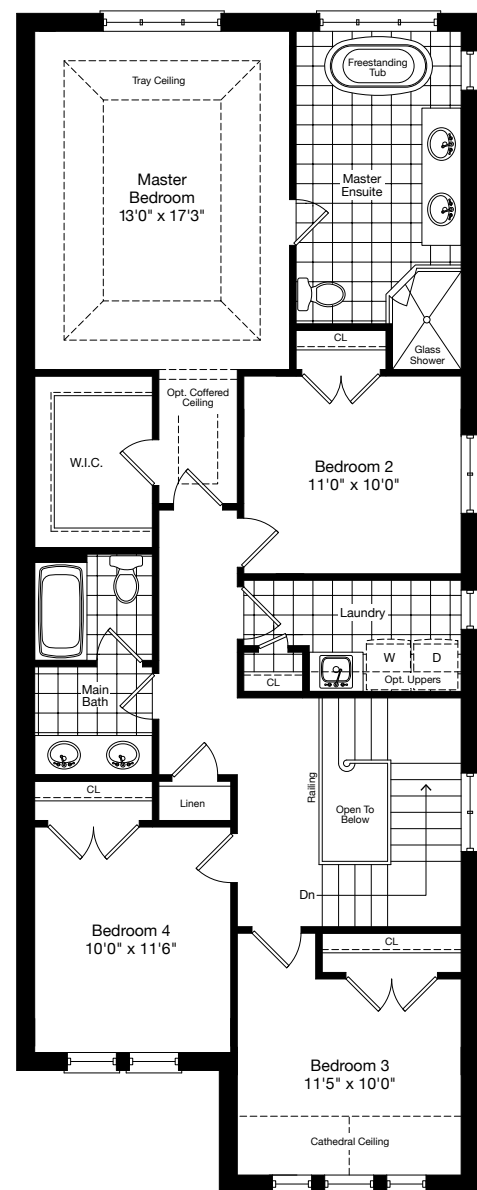 Freestanding
Tub
Tray Ceiling
Master
Bedroom
13'0" x 17'3"
Master
Ensuite
CL
Glass
Shower
Opt. Coffered
Ceiling
W.I.C.
Bedroom 2
11'0" x 10'0"
Laundry
W
D
CL
Opt. Uppers
Main
Bath
CL
Linen
Railing
Open To
Below
Dn
Bedroom 4
10'0" x 11'6"
CL
Bedroom 3
11'5" x 10'0"
Cathedral Ceiling